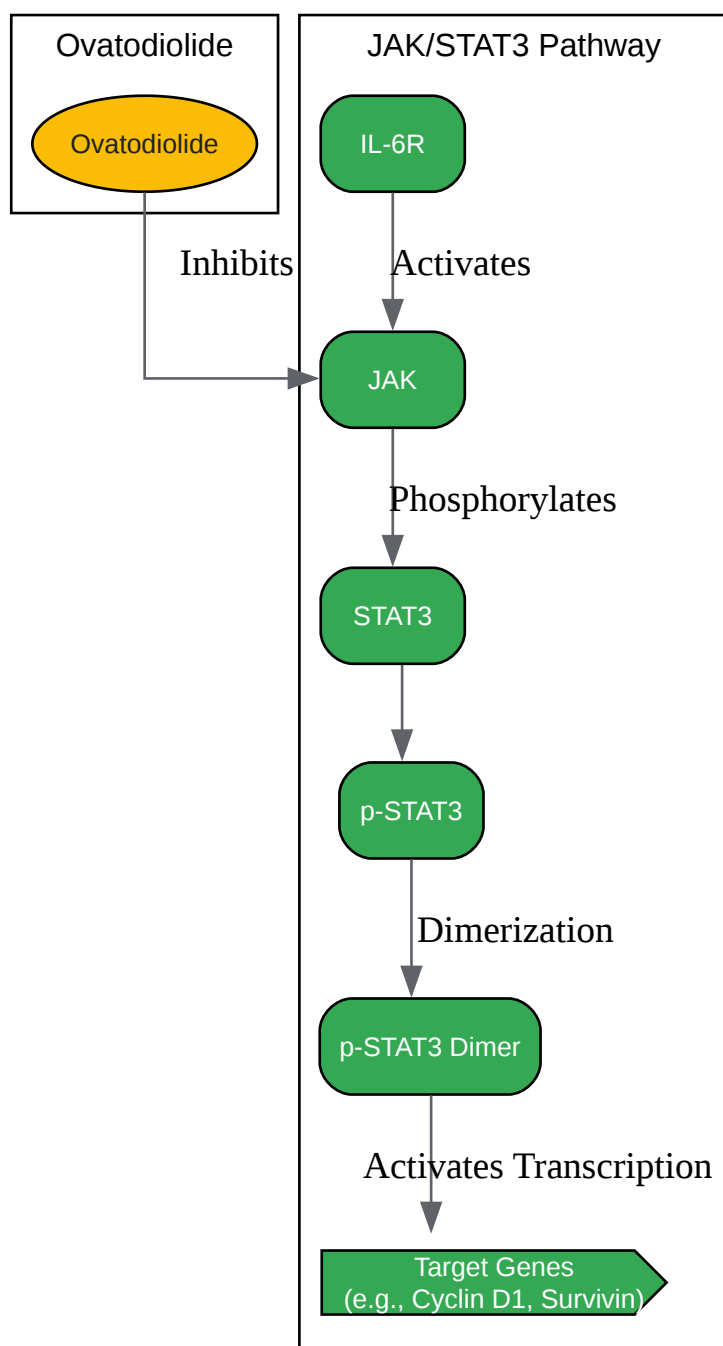 Ovatodiolide
JAK/STAT3 Pathway
Ovatodiolide
IL-6R
Inhibits
Activates
JAK
Phosphorylates
STAT3
p-STAT3
Dimerization
p-STAT3 Dimer
Activates Transcription
Target Genes
(e.g., Cyclin D1, Survivin)